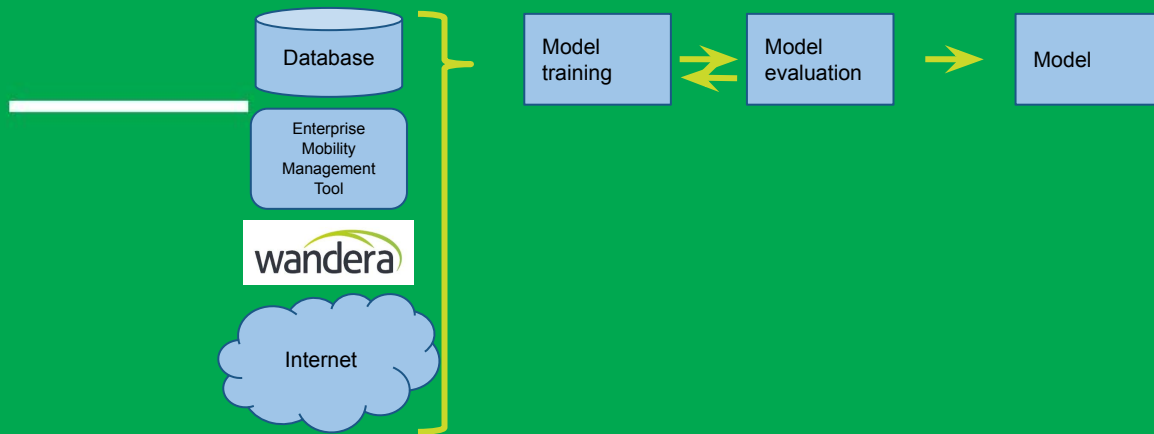 Database
Enterprise
Mobility
Management
Tool
wandera
Internet
Model
training
Model
evaluation
Model